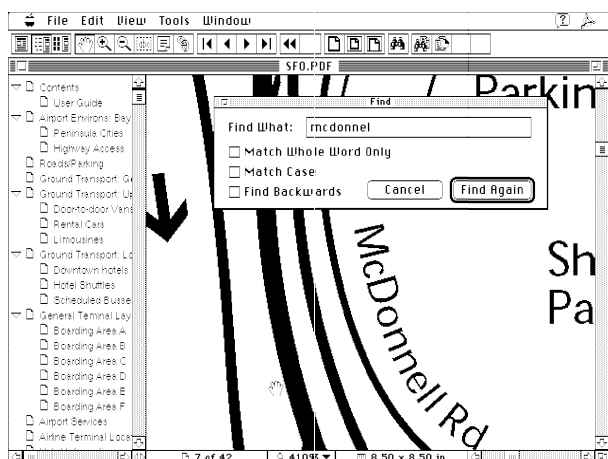 File Edit View Tools Window
SFO.PDF
Contents
User Guide
Airport Environs: Bay
Peninsula Cities
Highway Access
Roads/Parking
Ground Transport:
Ground Transport:
Door-to-door Vans
Rental Cars
Limousines
Ground Transport:
Downtown hotels
Hotel Shuttles
Scheduled Busse
General Teminal Lay
Boarding Area A
Boarding Area B
Boarding Area C
Boarding Area D
Boarding Area E
Boarding Area F
Airport Services
Airline Terminal Loca
Parkin
Find
Find What: mcdonnel
Match Whole Word Only
Match Case
Find Backwards Cancel Find Again
McDonnell Rd
Sh
Pa
7 of 42 410% 8.50 x 8.50 in